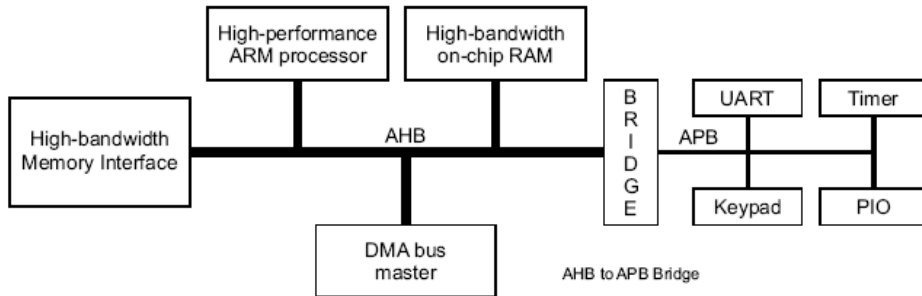 High-performance
ARM processor
High-bandwidth
on-chip RAM
High-bandwidth
Memory Interface
AHB
B
R
I
D
G
E
APB
UART
Timer
Keypad
PIO
DMA bus
master
AHB to APB Bridge